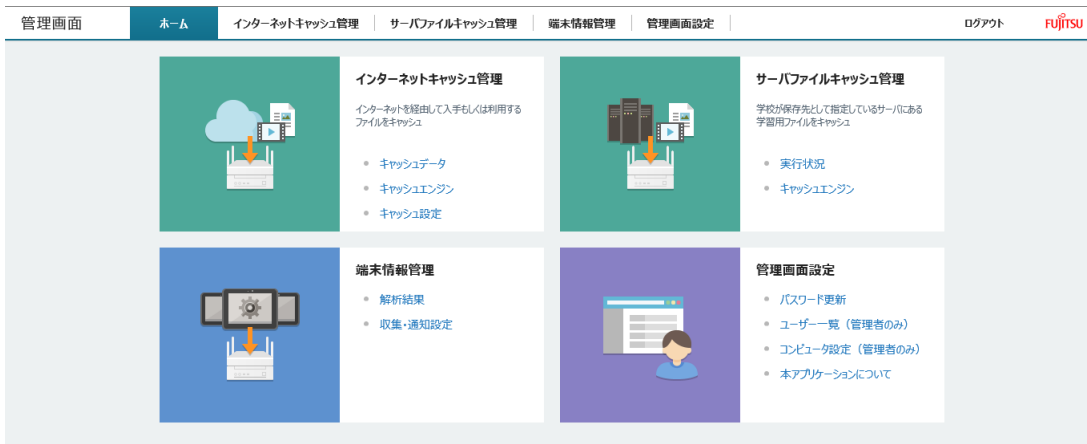 管理画面
ホーム
インターネットキャッシュ管理
サーバファイルキャッシュ管理
端末情報管理
管理画面設定
ログアウト
FUJITSU
インターネットキャッシュ管理
インターネットを経由して入手もしくは利用する
ファイルをキャッシュ
キャッシュデータ
キャッシュエンジン
キャッシュ設定
サーバファイルキャッシュ管理
学校が保存先として指定しているサーバにある
学習用ファイルをキャッシュ
実行状況
キャッシュエンジン
端末情報管理
解析結果
収集・通知設定
管理画面設定
パスワード更新
ユーザー一覧（管理者のみ）
コンピュータ設定（管理者のみ）
本アプリケーションについて